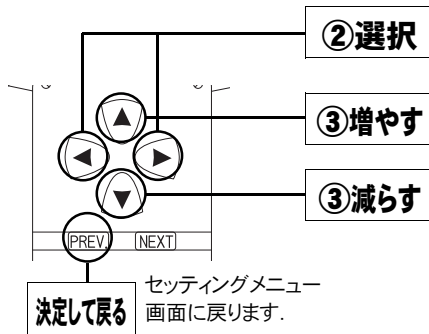 ②選択
③増やす
③減らす
PREV. NEXT
決定して戻る
セッティングメニュー
画面に戻ります.